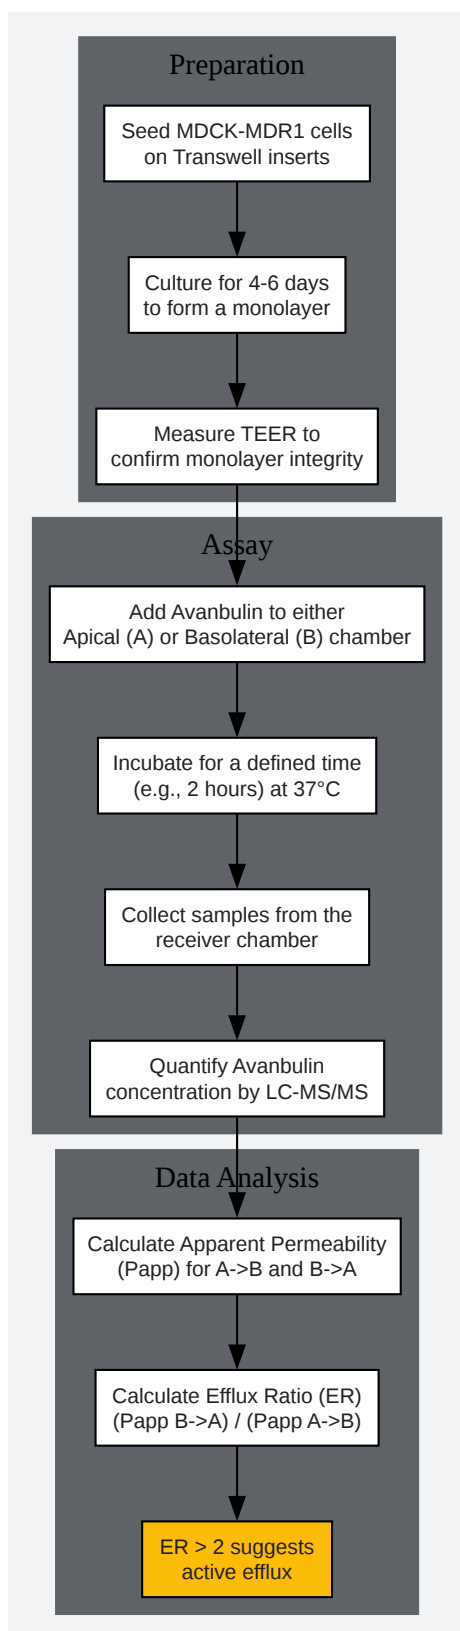 Preparation
Seed MDCK-MDR1 cells
on Transwell inserts
Culture for 4-6 days
to form a monolayer
Measure TEER to
confirm monolayer integrity
Assay
Add Avanbulin to either
Apical (A) or Basolateral (B) chamber
Incubate for a defined time
(e.g., 2 hours) at 37°C
Collect samples from the
receiver chamber
Quantify Avanbulin
concentration by LC-MS/MS
Data Analysis
Calculate Apparent Permeability
(Papp) for A->B and B->A
Calculate Efflux Ratio (ER)
(Papp B->A) / (Papp A->B)
ER > 2 suggests
active efflux